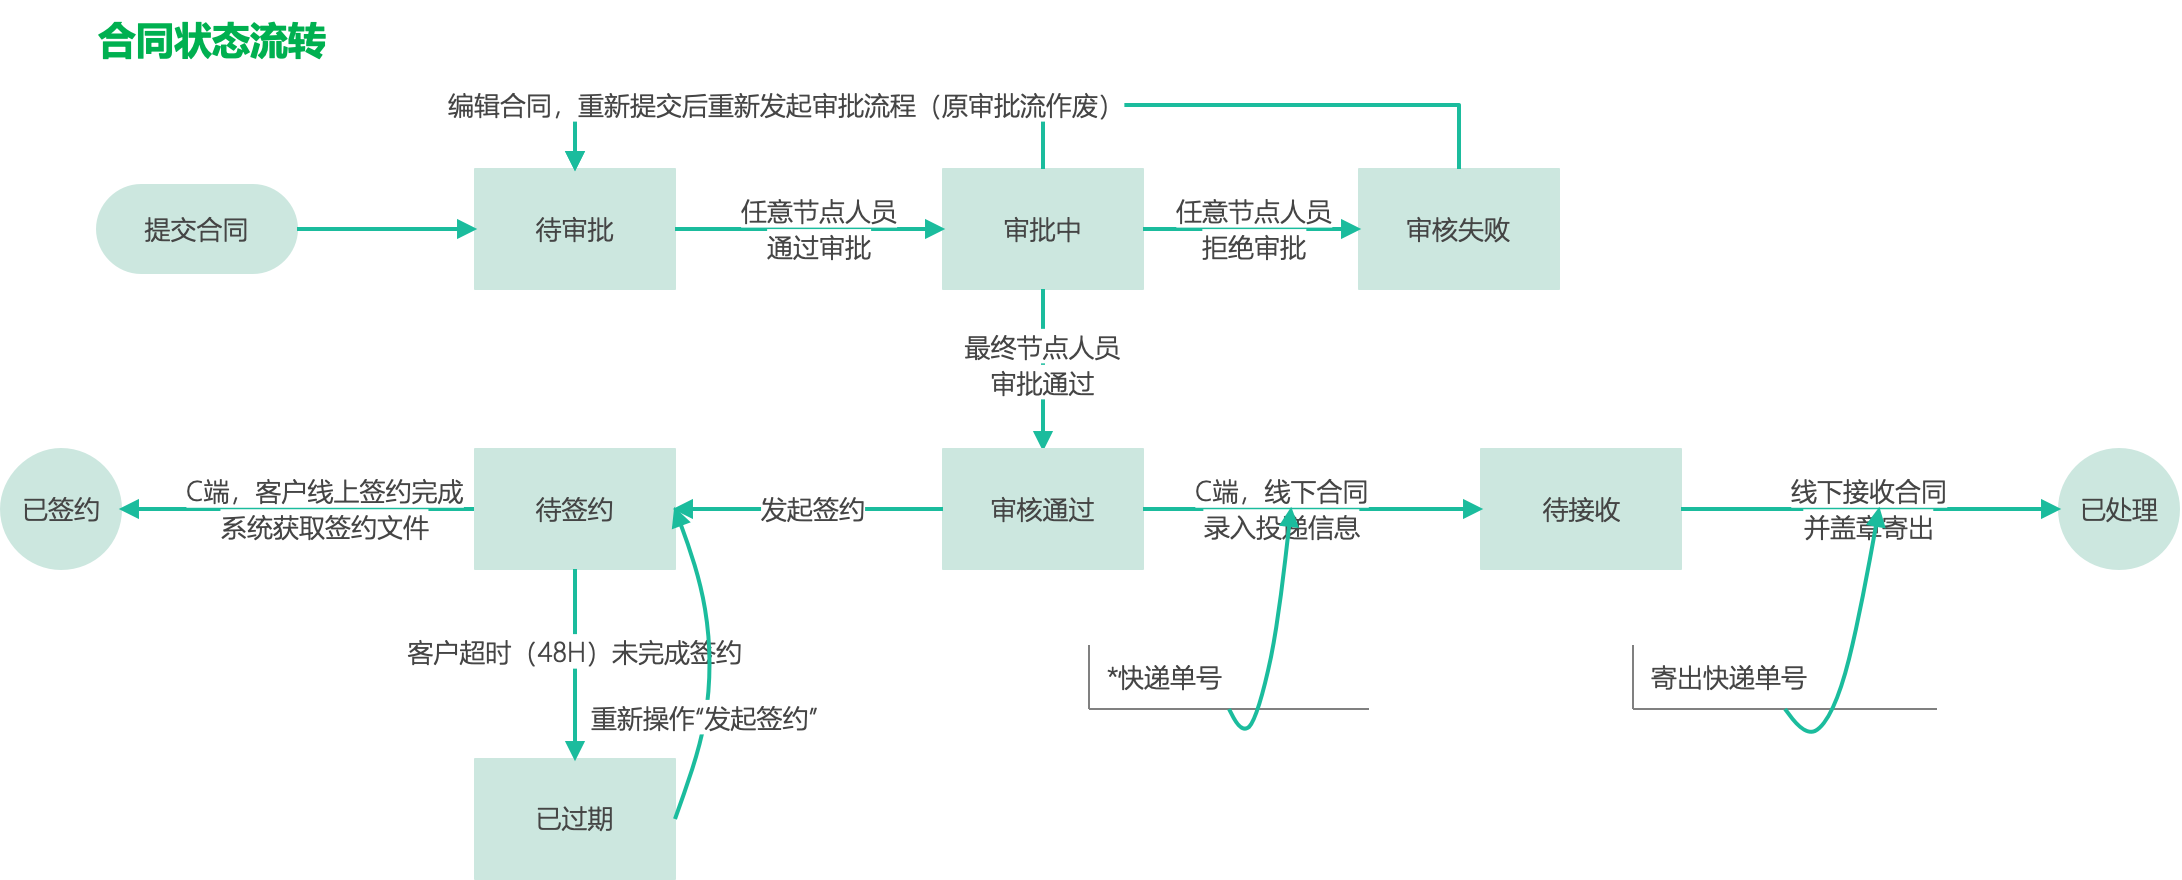 合同状态流转
编辑合同，重新提交后重新发起审批流程（原审批流作废）
提交合同
待审批
任意节点人员
通过审批
审批中
任意节点人员
拒绝审批
审核失败
最终节点人员
审批通过
已签约
C端，客户线上签约完成
系统获取签约文件
待签约
发起签约
审核通过
C端，线下合同
录入投递信息
待接收
线下接收合同
并盖章寄出
已处理
客户超时（48H）未完成签约
*快递单号
寄出快递单号
重新操作“发起签约”
已过期